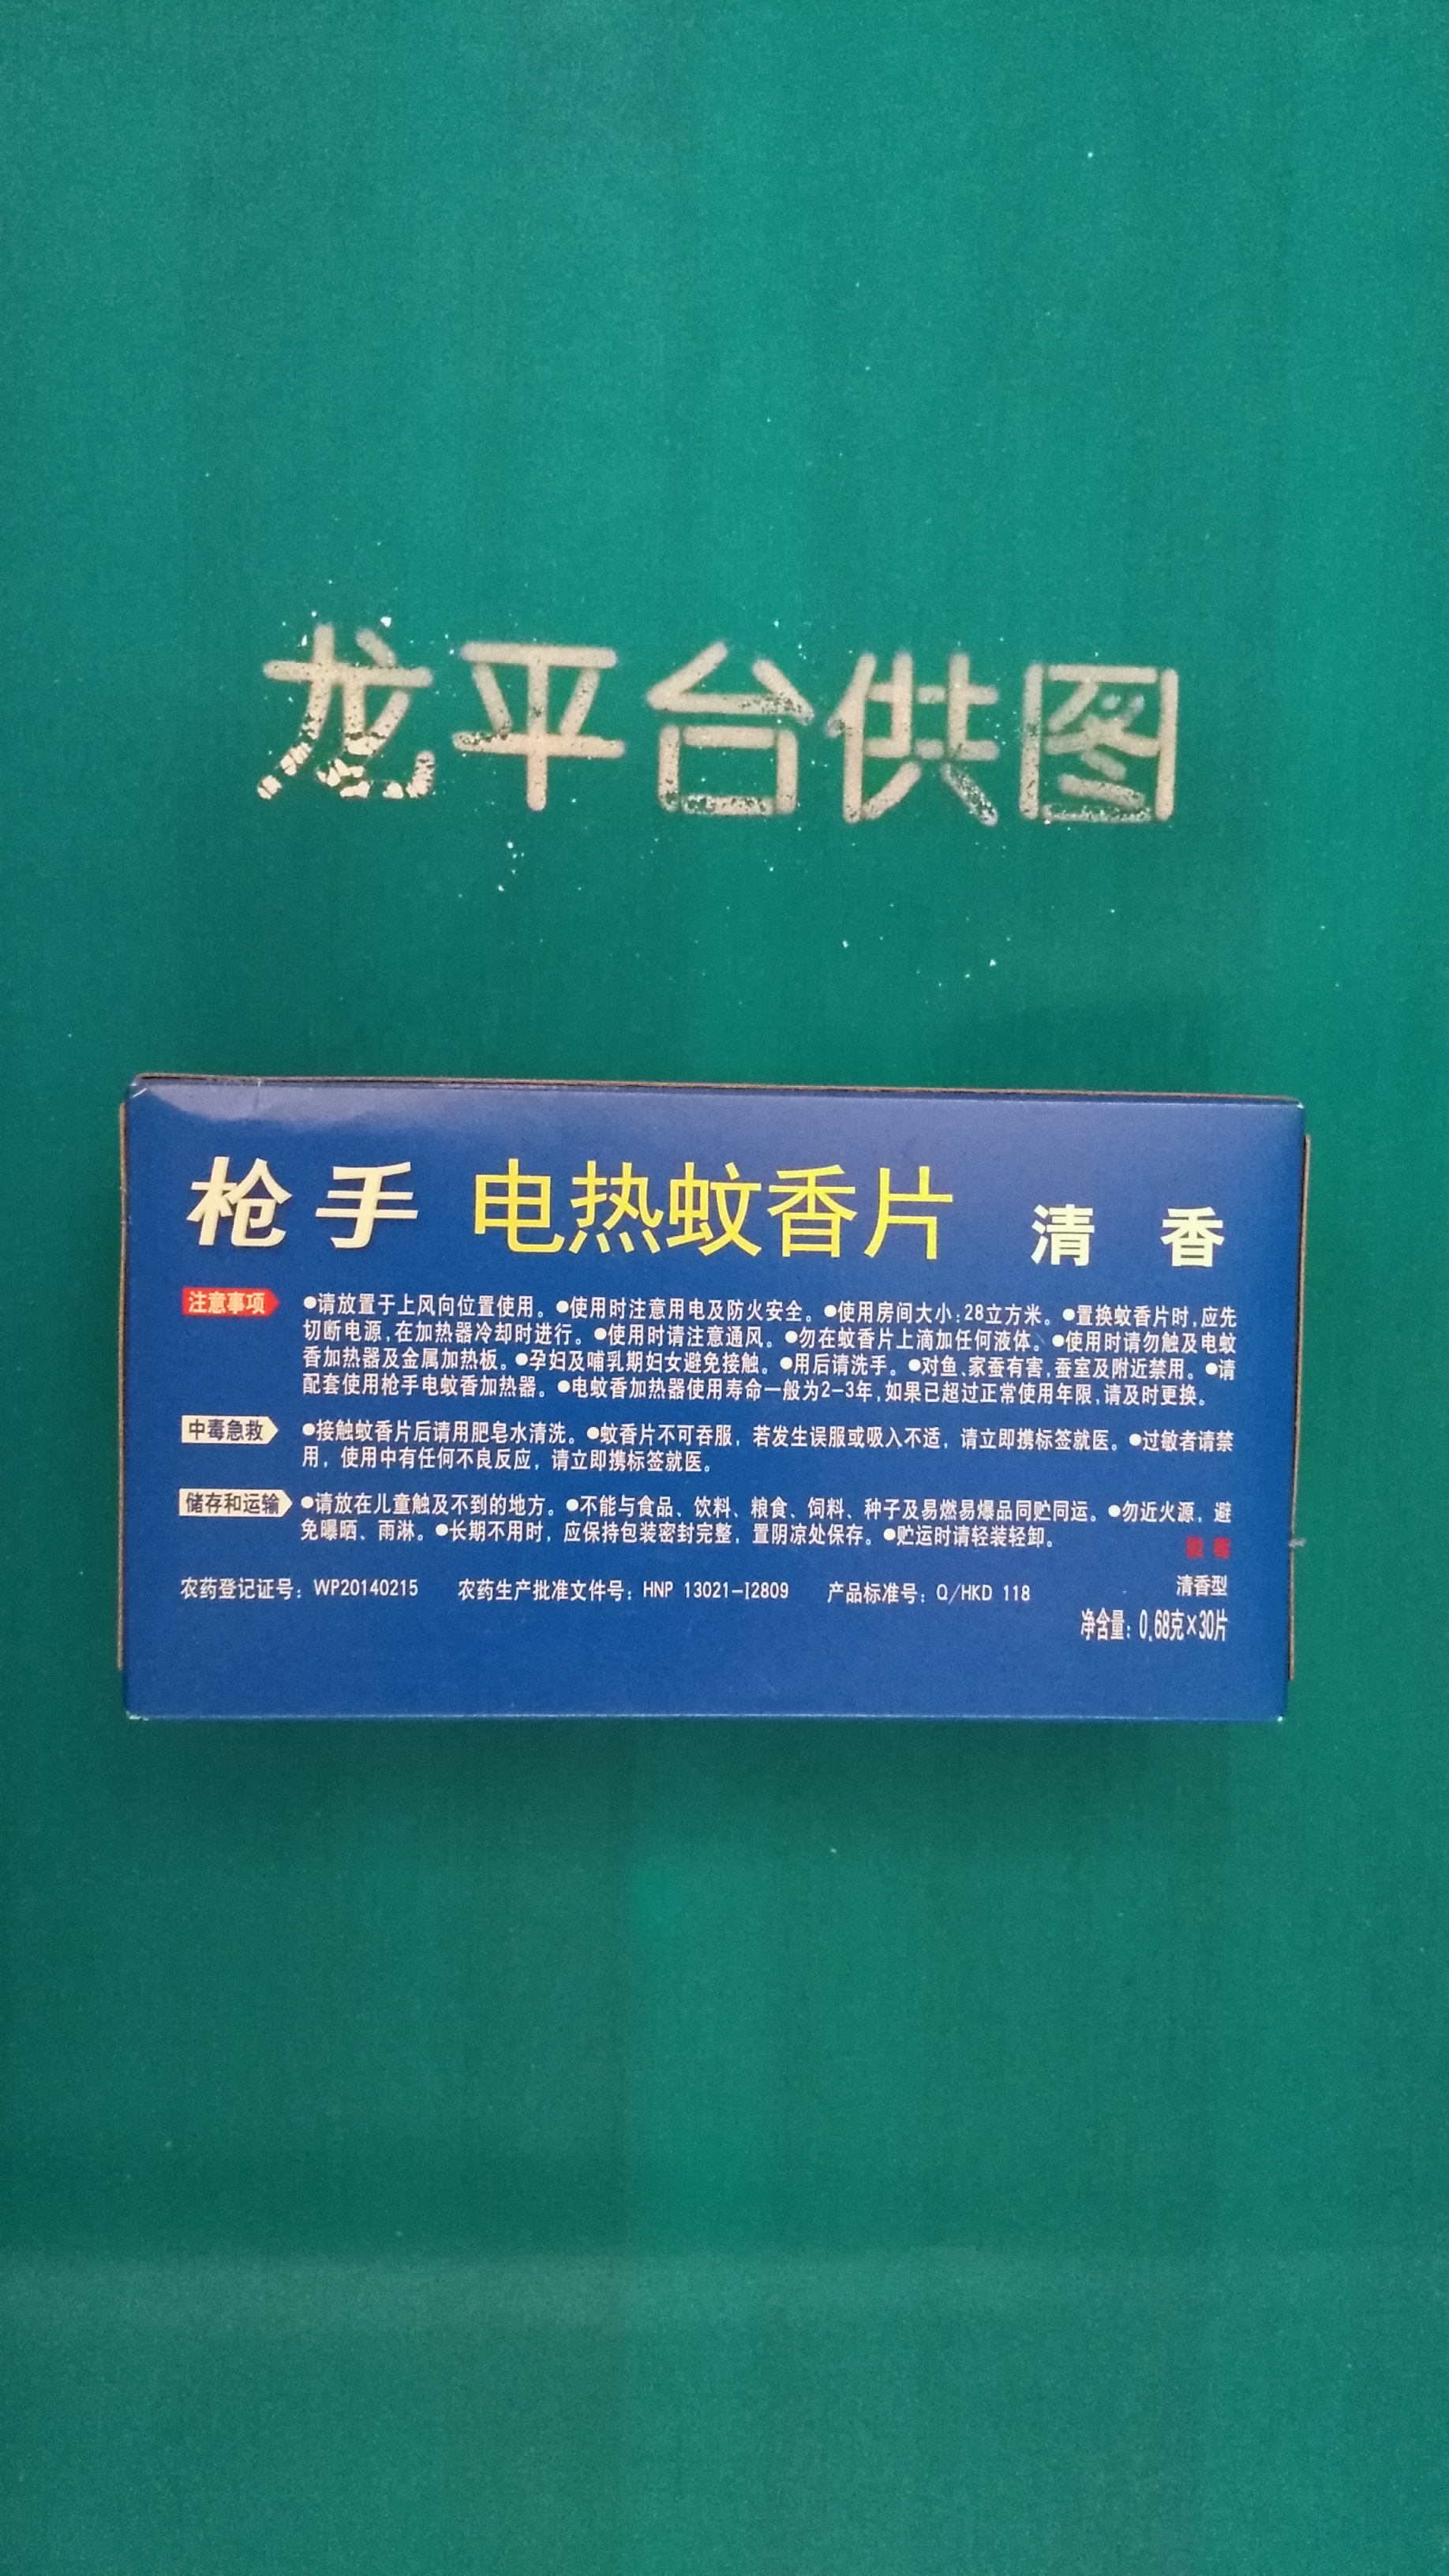 龙平台供图
枪手 电热蚊香片 清香
注意事项 ●请放置于上风向位置使用。●使用时注意用电及防火安全。●使用房间大小:28立方米。●置换蚊香片时,应先
切断电源,在加热器冷却时进行。●使用时请注意通风。●勿在蚊香片上滴加任何液体。●使用时请勿触及电蚊
香加热器及金属加热板。●孕妇及哺乳期妇女避免接触。●用后请洗手。●对鱼、家蚕有害,蚕室及附近禁用。●请
配套使用枪手电蚊香加热器。●电蚊香加热器使用寿命一般为2-3年,如果已超过正常使用年限,请及时更换。
中毒急救 ●接触蚊香片后请用肥皂水清洗。●蚊香片不可吞服，若发生误服或吸入不适，请立即携标签就医。●过敏者请禁
用，使用中有任何不良反应，请立即携标签就医。
储存和运输 ●请放在儿童触及不到的地方。●不能与食品、饮料、粮食、饲料、种子及易燃易爆品同贮同运。●勿近火源，避
免曝晒、雨淋。●长期不用时，应保持包装密封完整，置阴凉处保存。●贮运时请轻装轻卸。
农药登记证号：WP20140215 农药生产批准文件号：HNP 13021-I2809 产品标准号：Q/HKD 118
清香型
净含量：0.68克×30片